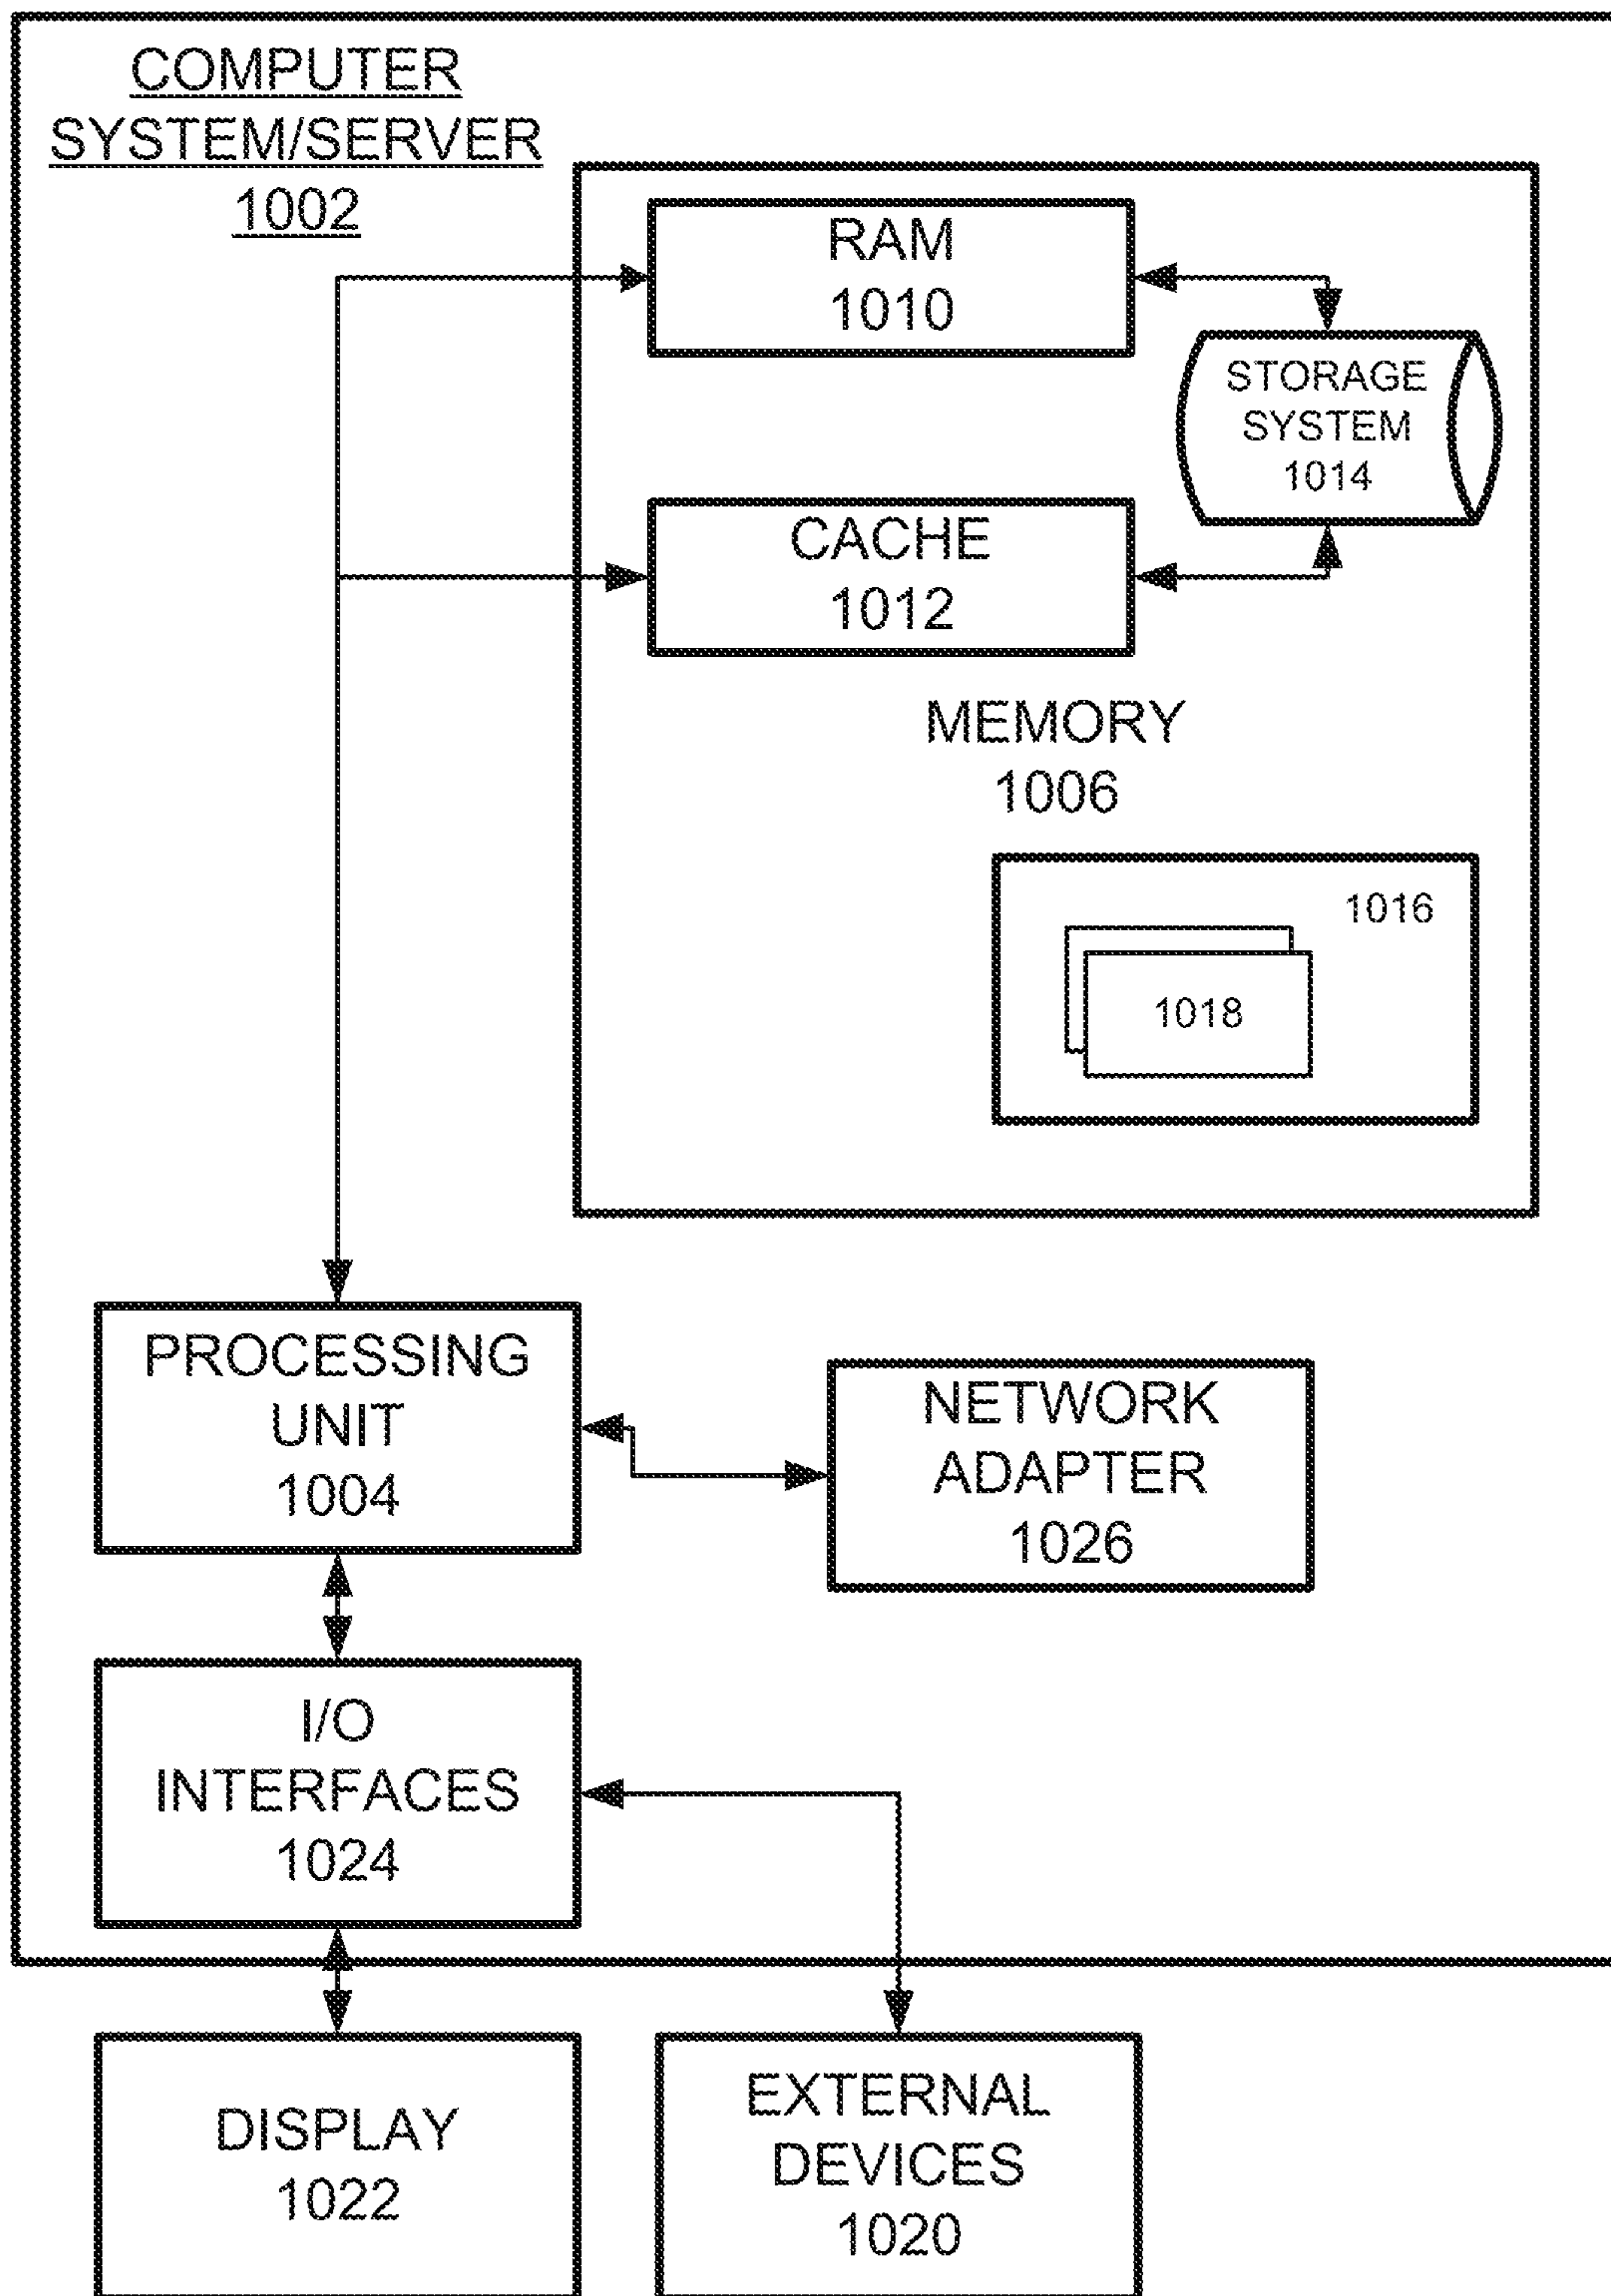 COMPUTER
SYSTEM/SERVER
1002
RAM
1010
STORAGE
SYSTEM
1014
CACHE
1012
MEMORY
1006
1016
1018
PROCESSING
UNIT
1004
NETWORK
ADAPTER
1026
I/O
INTERFACES
1024
DISPLAY
1022
EXTERNAL
DEVICES
1020